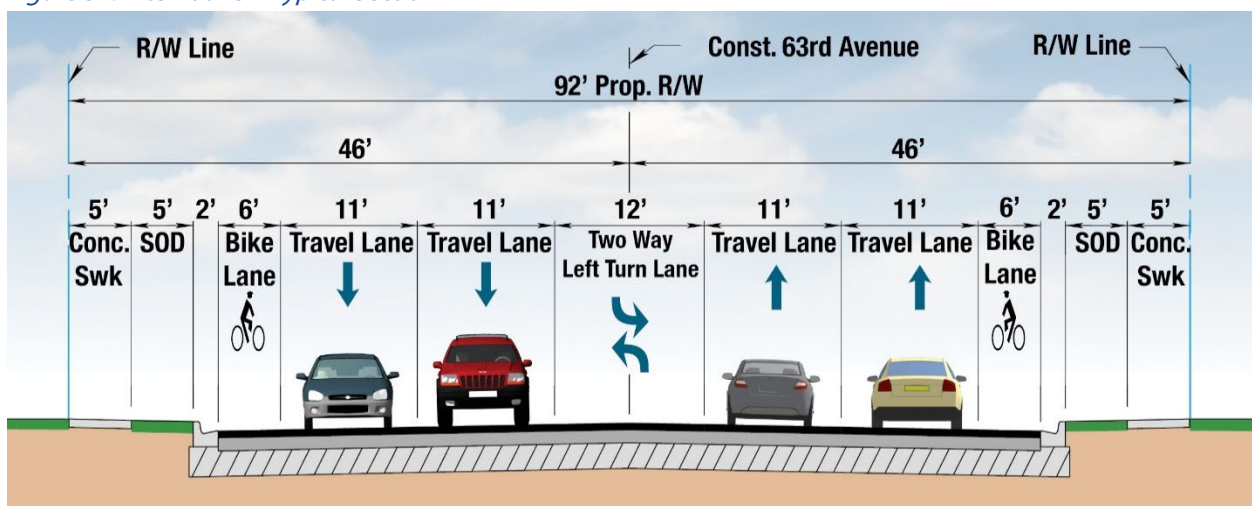 R/W Line
Const. 63rd Avenue
R/W Line
92' Prop. R/W
46'
46'
5' 5' 2' 6' 11' 11' 12' 11' 11' 6' 2' 5' 5'
Conc. Swk
SOD
Bike Lane
Travel Lane
Travel Lane
Two Way
Left Turn Lane
Travel Lane
Travel Lane
Bike Lane
SOD
Conc. Swk